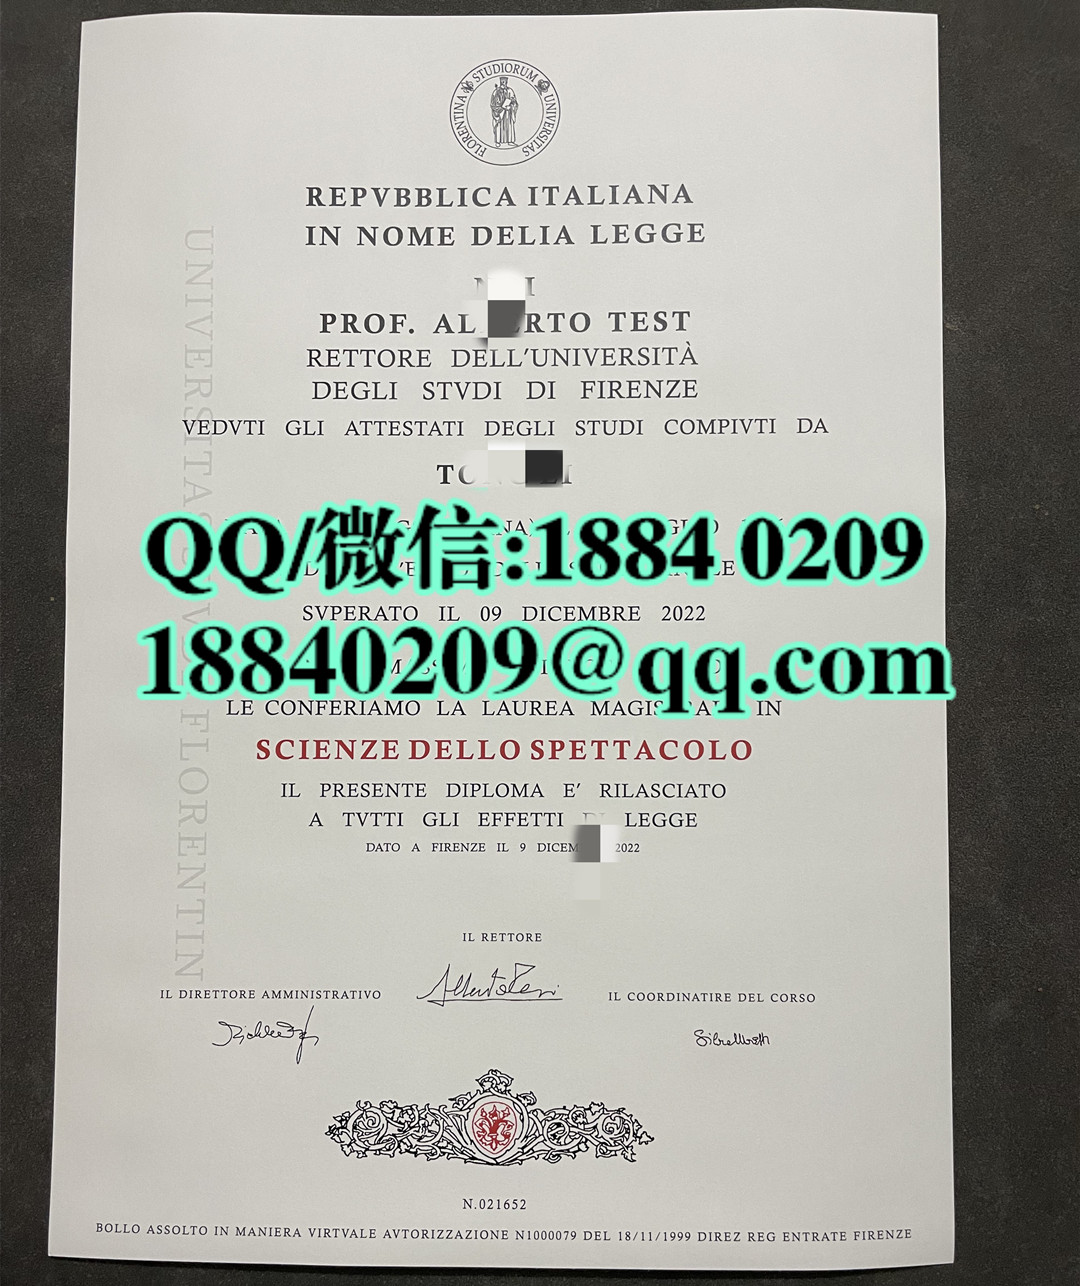 FLORENTINA STUDIORUM UNIVERSITAS
REPVBBLICA ITALIANA
IN NOME DELIA LEGGE
PROF. AL RTO TEST
RETTORE DELL'UNIVERSITÀ
DEGLI STVDI DI FIRENZE
VEDVTI GLI ATTESTATI DEGLI STUDI COMPIVTI DA
QQ/微信:1884 0209
SVPERATO IL 09 DICEMBRE 2022
18840209@qq.com
LE CONFERIAMO LA LAUREA IN
SCIENZE DELLO SPETTACOLO
IL PRESENTE DIPLOMA E' RILASCIATO
A TVTTI GLI EFFETTI DI LEGGE
DATO A FIRENZE IL 9 DICEM 2022
IL RETTORE
IL DIRETTORE AMMINISTRATIVO
IL COORDINATIRE DEL CORSO
N.021652
BOLLO ASSOLTO IN MANIERA VIRTVALE AVTORIZZAZIONE N1000079 DEL 18/11/1999 DIREZ REG ENTRATE FIRENZE